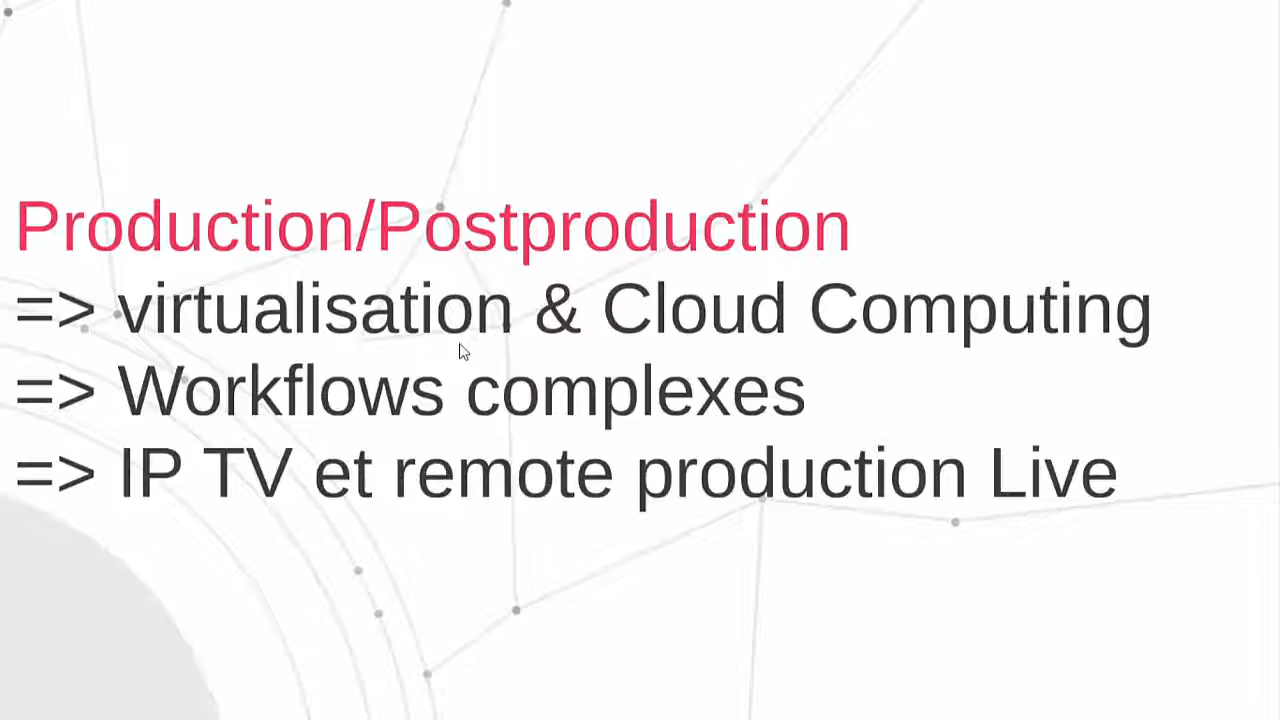 Production/Postproduction
=> virtualisation & Cloud Computing
=> Workflows complexes
=> IP TV et remote production Live